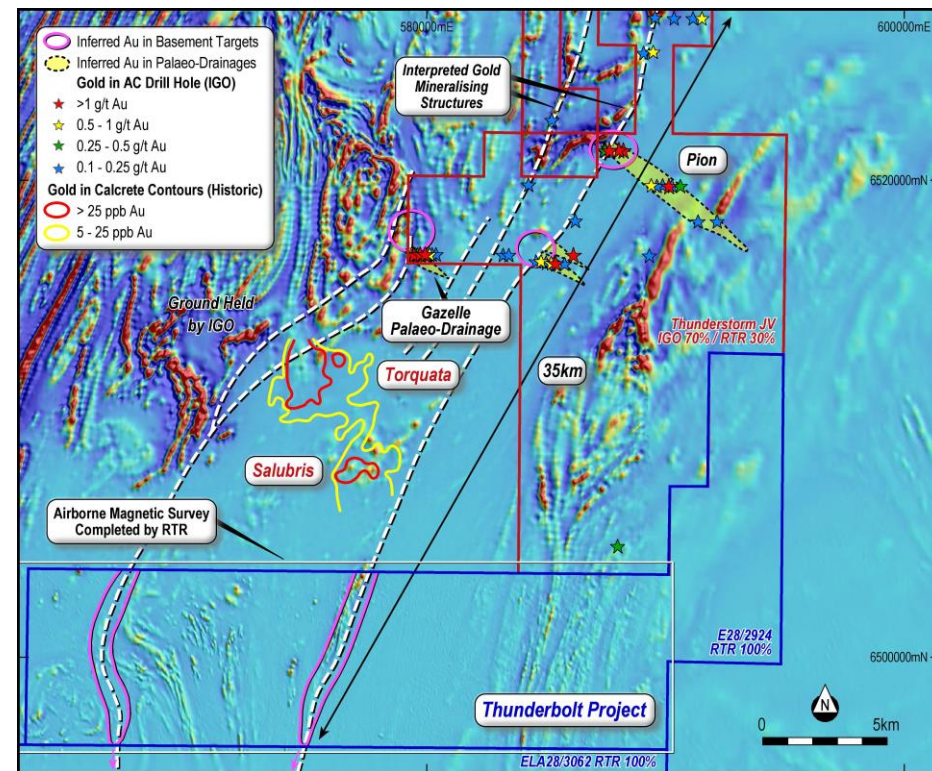 580000mE
600000mE
Inferred Au in Basement Targets
Inferred Au in Palaeo-Drainages
Gold in AC Drill Hole (IGO)
>1 g/t Au
0.5 - 1 g/t Au
0.25 - 0.5 g/t Au
0.1 - 0.25 g/t Au
Gold in Calcrete Contours (Historic)
> 25 ppb Au
5 - 25 ppb Au
Interpreted Gold
Mineralising
Structures
Pion
6520000mN
Ground Held
by IGO
Gazelle
Palaeo-Drainage
Thunderstorm JV
IGO 70% / RTR 30%
Torquata
35km
Salubris
Airborne Magnetic Survey
Completed by RTR
E28/2924
RTR 100%
6500000mN
Thunderbolt Project
N
0
5km
ELA28/3062 RTR 100%